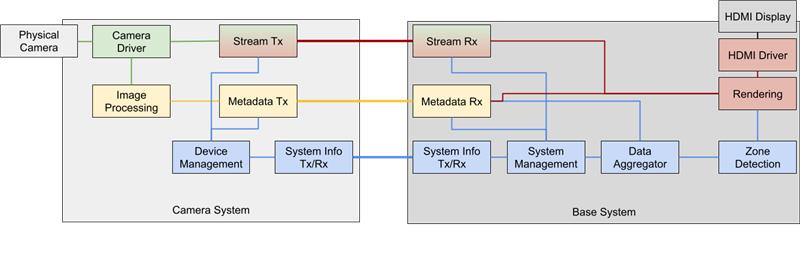 HDMI Display
Physical
Camera
Camera
Driver
Stream Tx
Stream Rx
HDMI Driver
Image
Processing
Metadata Tx
Metadata Rx
Rendering
Device
Management
System Info
Tx/Rx
System Info
Tx/Rx
System
Management
Data
Aggregator
Zone
Detection
Camera System
Base System